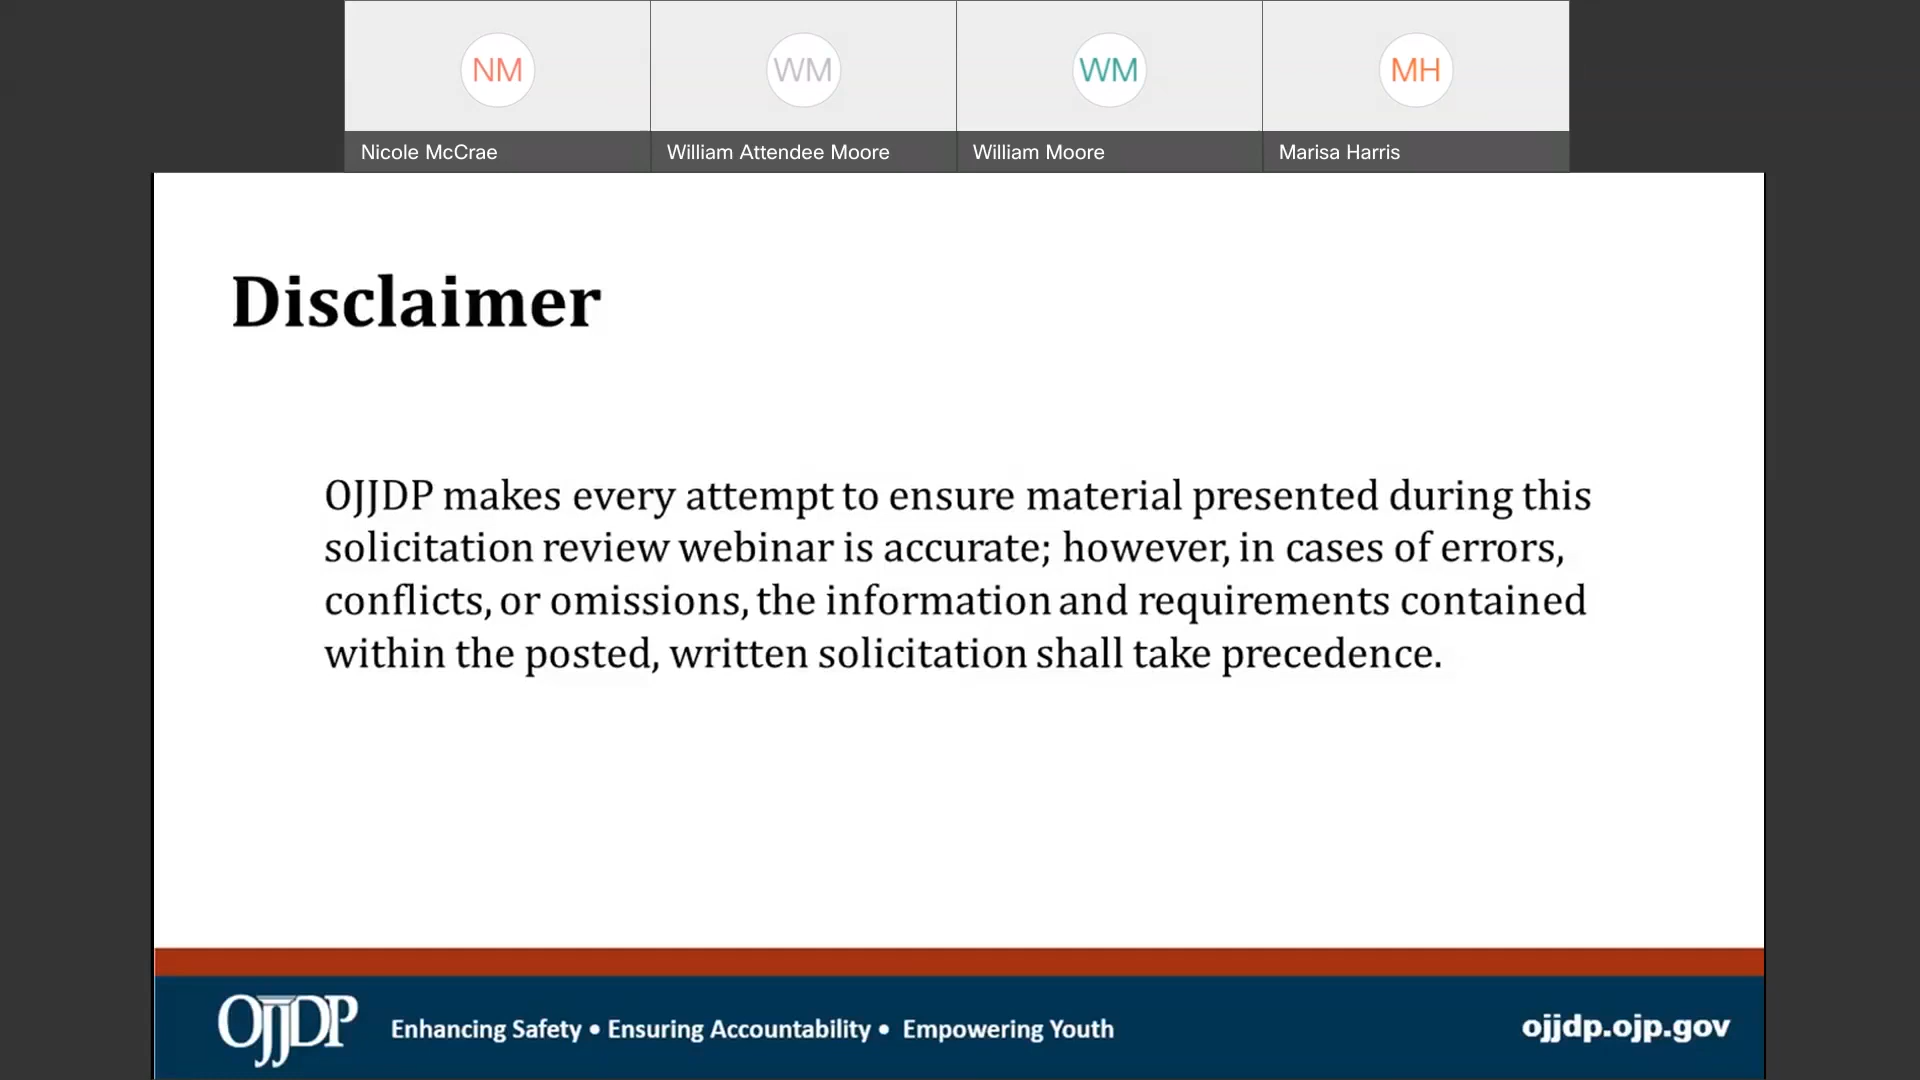 NM
WM
WM
MH
Nicole McCrae
William Attendee Moore
William Moore
Marisa Harris
Disclaimer
OJJDP makes every attempt to ensure material presented during this
solicitation review webinar is accurate; however, in cases of errors,
conflicts, or omissions, the information and requirements contained
within the posted, written solicitation shall take precedence.
OJJDP
Enhancing Safety • Ensuring Accountability • Empowering Youth
ojjdp.ojp.gov